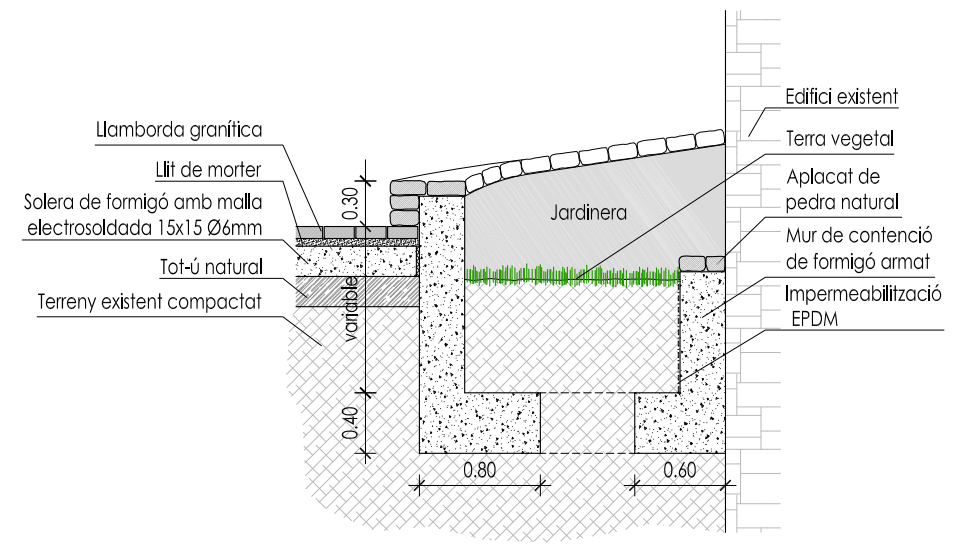 Llamborda granítica
Llit de morter
Solera de formigó amb malla
electrosoldada 15x15 Ø6mm
Tot-ú natural
Terreny existent compactat
0.30
variable
0.40
0.80
0.60
Jardinera
Edifici existent
Terra vegetal
Aplacat de
pedra natural
Mur de contenció
de formigó armat
Impermeabilització
EPDM